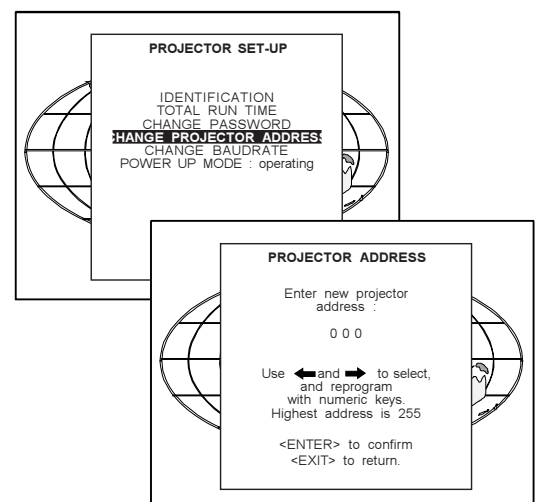 PROJECTOR SET-UP
IDENTIFICATION
TOTAL RUN TIME
CHANGE PASSWORD
CHANGE PROJECTOR ADDRESS
CHANGE BAUDRATE
POWER UP MODE : operating
PROJECTOR ADDRESS
Enter new projector
address :
0 0 0
Use ⬅ and ➡ to select,
and reprogram
with numeric keys.
Highest address is 255
<ENTER> to confirm
<EXIT> to return.